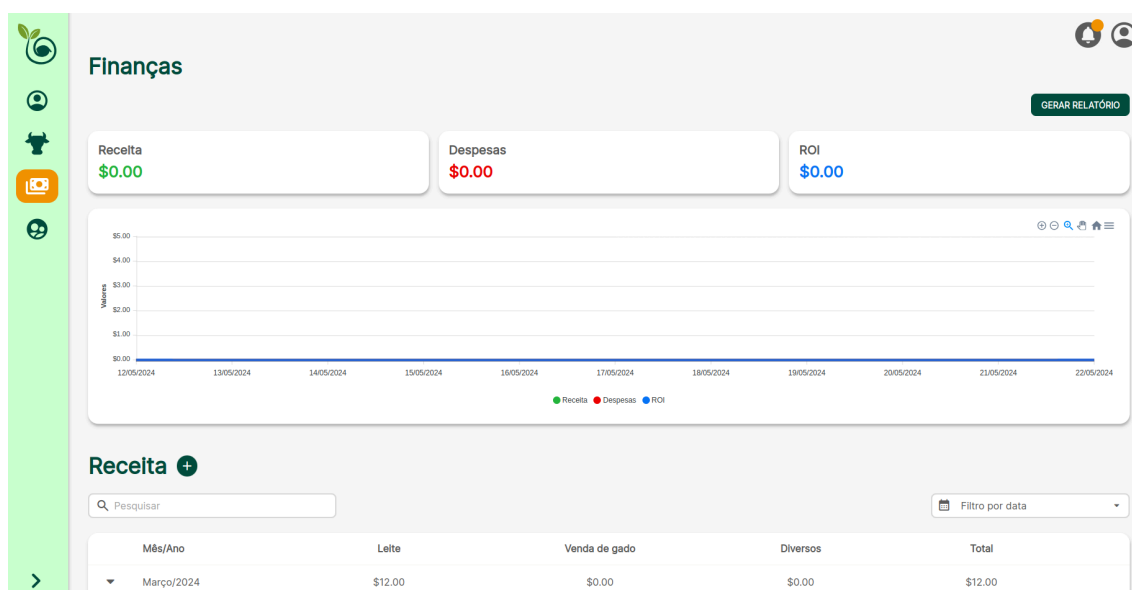 Finanças
GERAR RELATÓRIO
Receita
$0.00
Despesas
$0.00
ROI
$0.00
Valores
$5.00
$4.00
$3.00
$2.00
$1.00
$0.00
12/05/2024 13/05/2024 14/05/2024 15/05/2024 16/05/2024 17/05/2024 18/05/2024 19/05/2024 20/05/2024 21/05/2024 22/05/2024
Receita Despesas ROI
Receita
Pesquisar
Filtro por data
Mês/Ano Leite Venda de gado Diversos Total
Março/2024 $12.00 $0.00 $0.00 $12.00